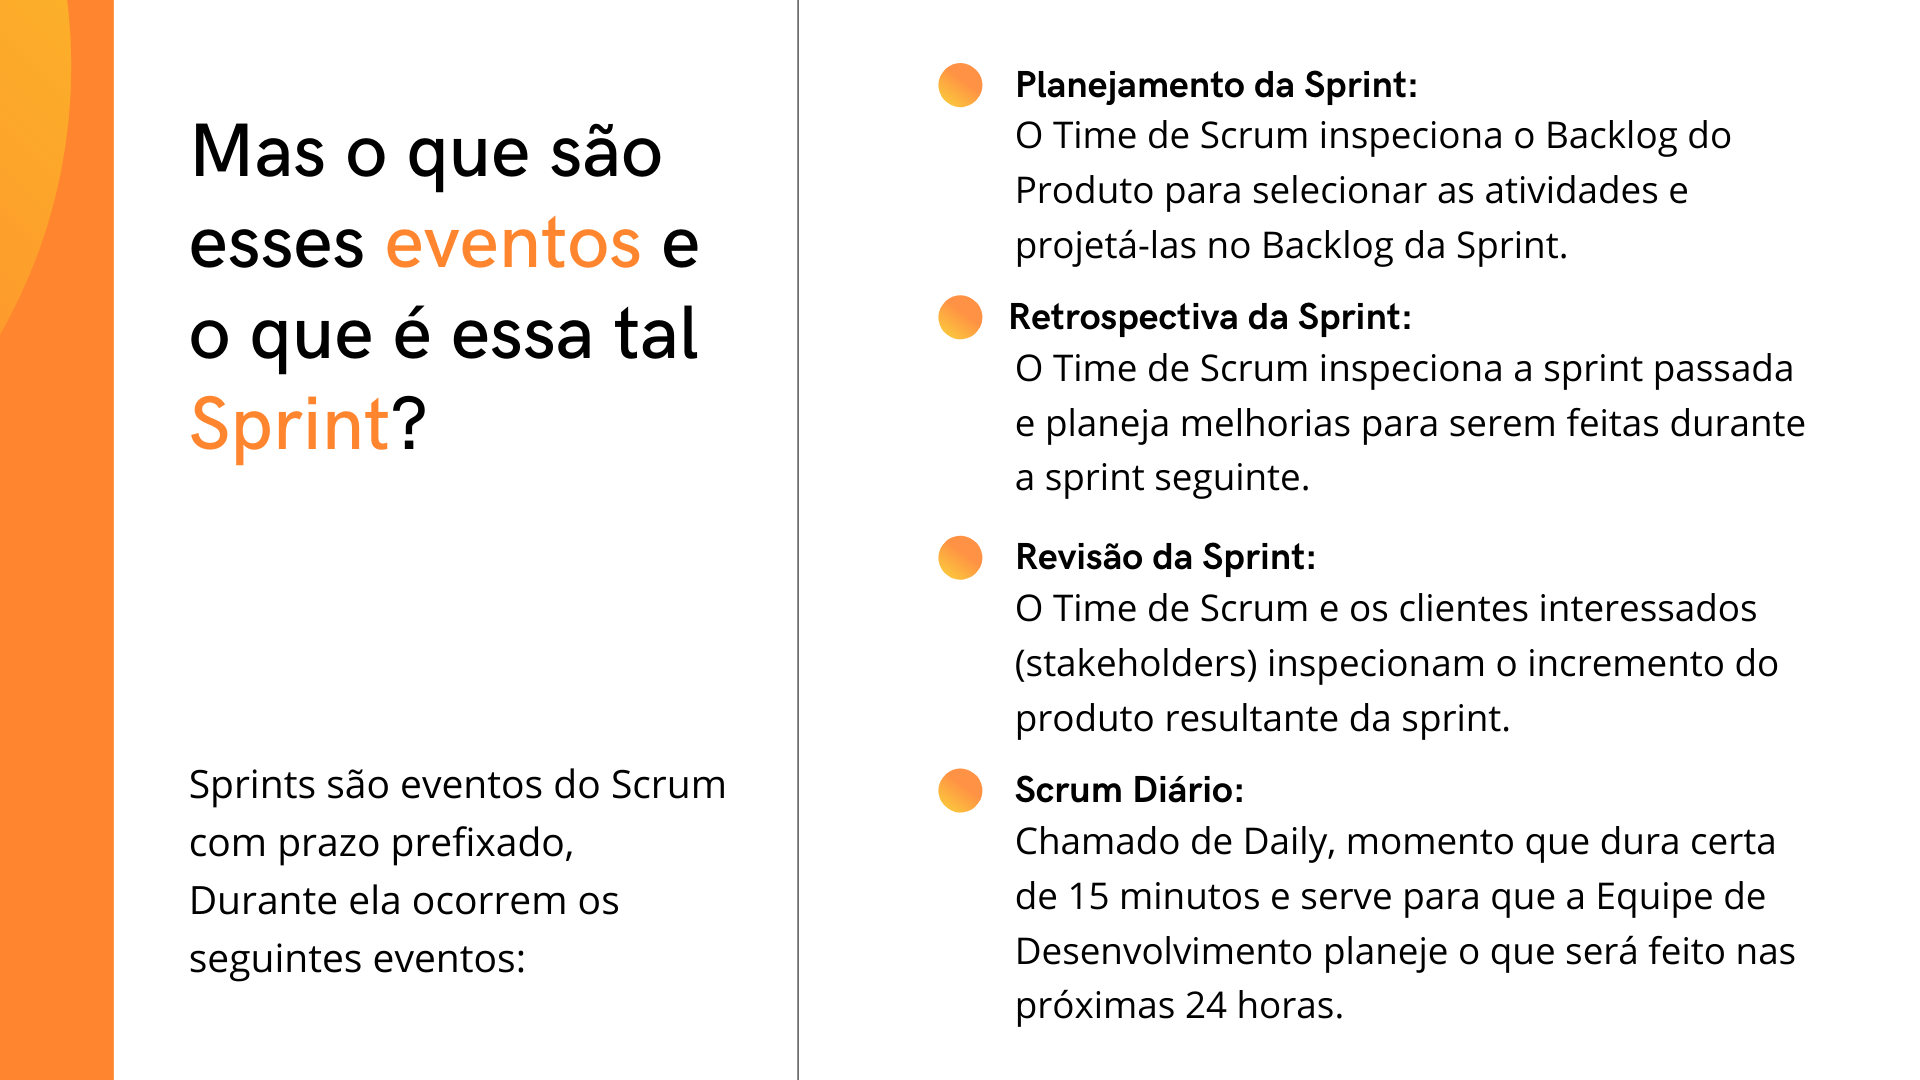 Mas o que são
esses eventos e
o que é essa tal
Sprint?
Sprints são eventos do Scrum
com prazo prefixado,
Durante ela ocorrem os
seguintes eventos:
Planejamento da Sprint:
O Time de Scrum inspeciona o Backlog do
Produto para selecionar as atividades e
projetá-las no Backlog da Sprint.
Retrospectiva da Sprint:
O Time de Scrum inspeciona a sprint passada
e planeja melhorias para serem feitas durante
a sprint seguinte.
Revisão da Sprint:
O Time de Scrum e os clientes interessados
(stakeholders) inspecionam o incremento do
produto resultante da sprint.
Scrum Diário:
Chamado de Daily, momento que dura certa
de 15 minutos e serve para que a Equipe de
Desenvolvimento planeje o que será feito nas
próximas 24 horas.